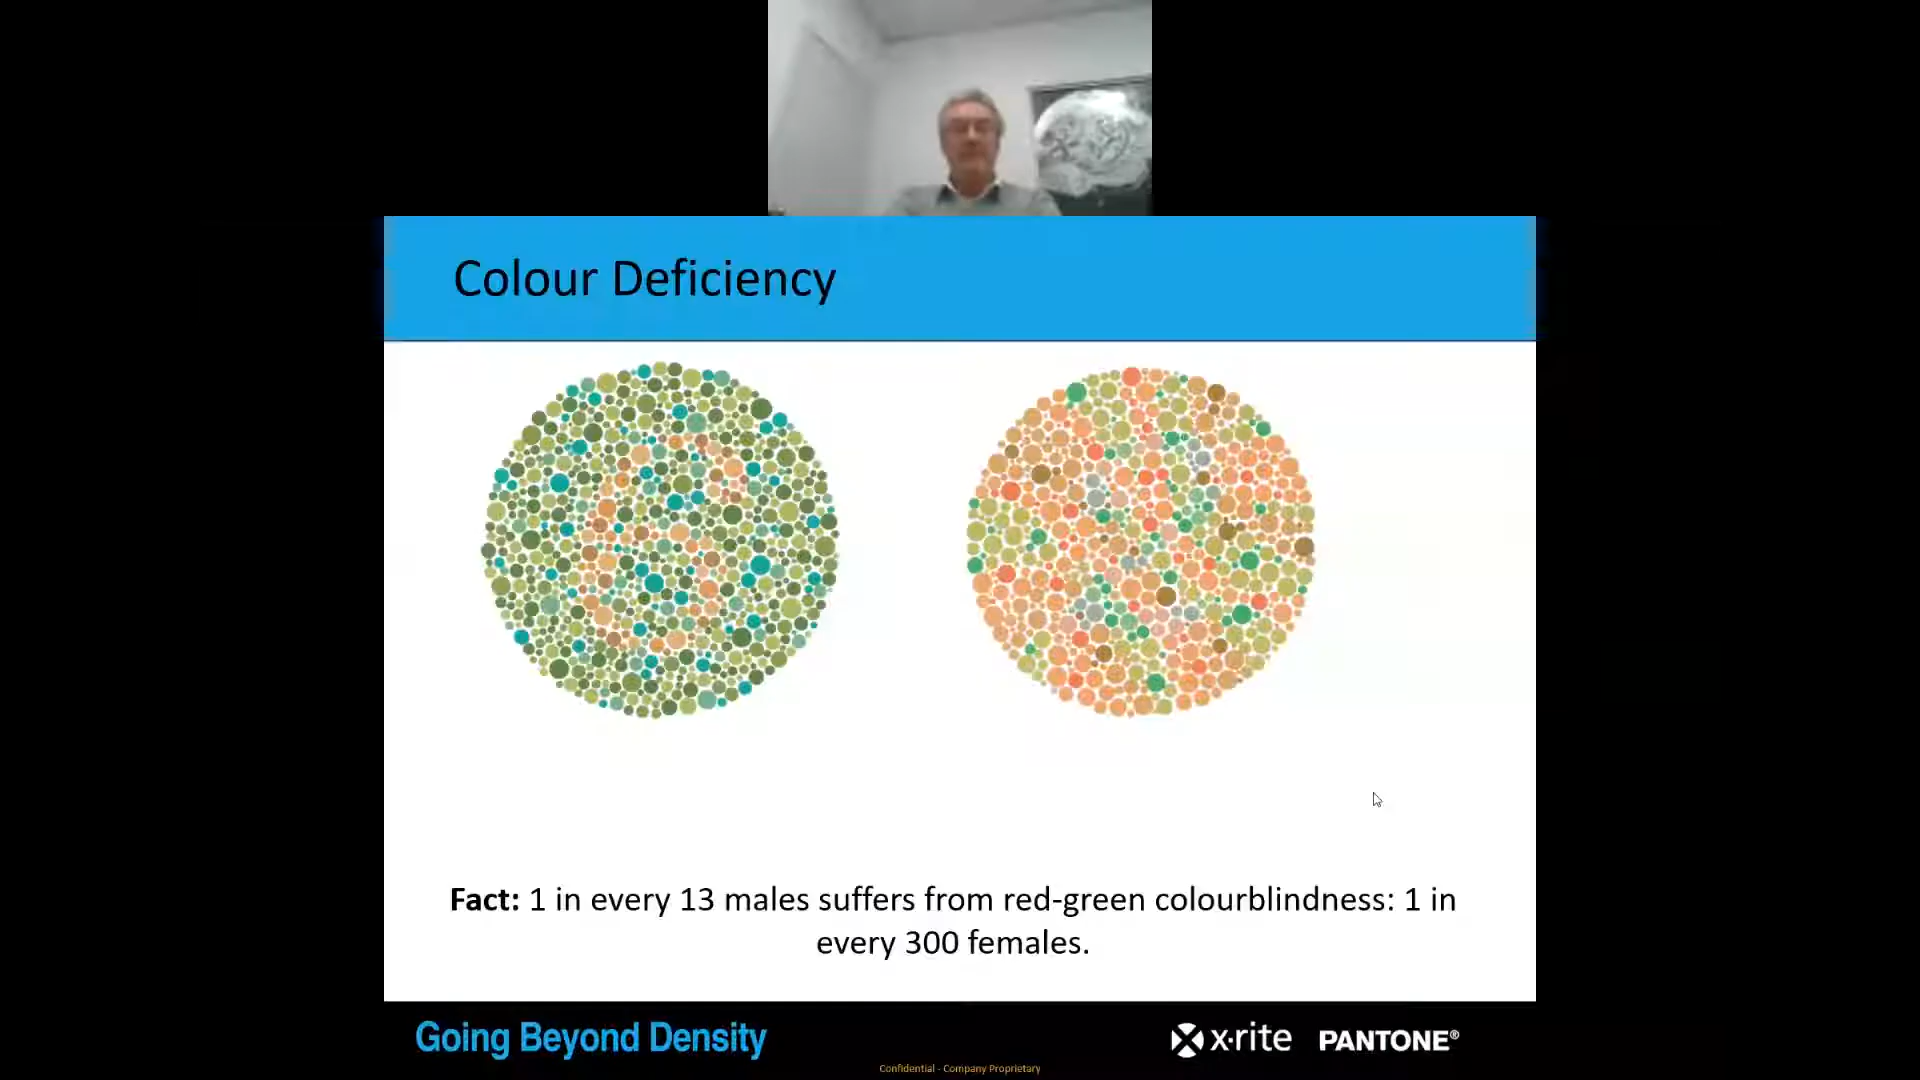 Colour Deficiency
Fact: 1 in every 13 males suffers from red-green colourblindness: 1 in
every 300 females.
Going Beyond Density
x·rite PANTONE®
Confidential - Company Proprietary